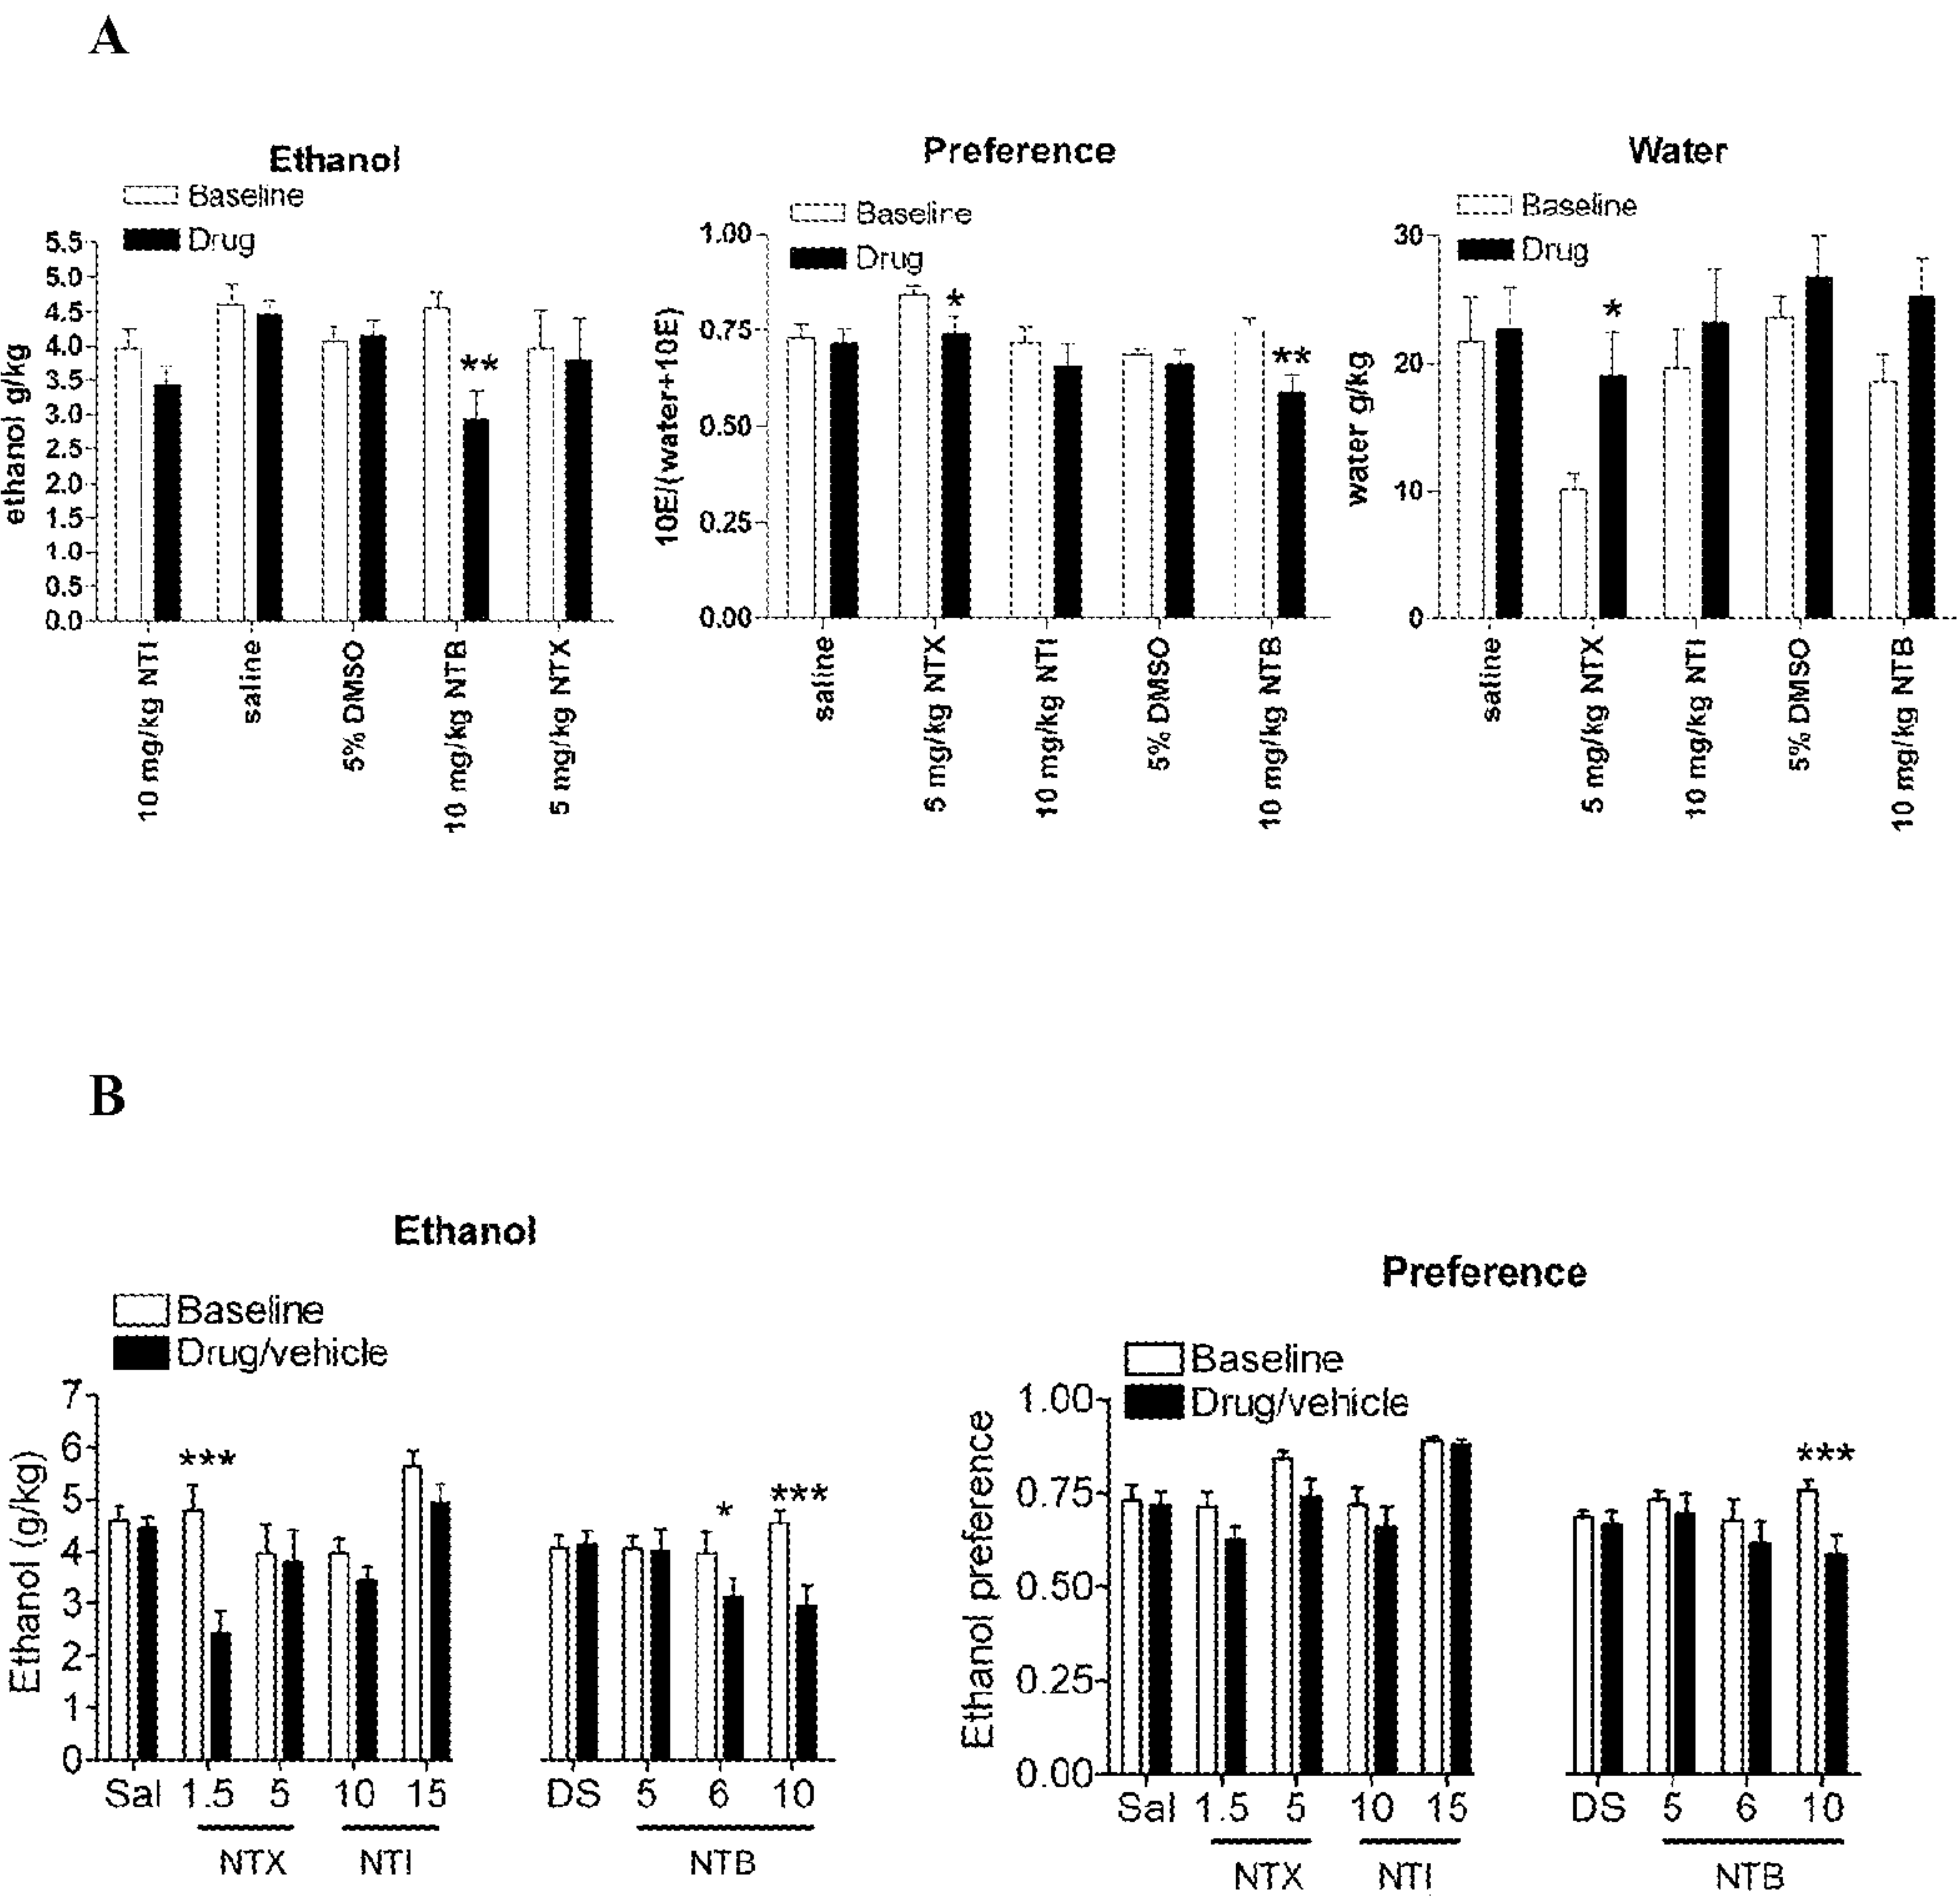 A
Ethanol
Baseline
Drug
ethanol g/kg
5.5
5.0
4.5
4.0
3.5
3.0
2.5
2.0
1.5
1.0
0.5
0.0
**
10 mg/kg NTI
saline
5% DMSO
10 mg/kg NTB
5 mg/kg NTX
Preference
Baseline
Drug
10E/(water+10E)
1.00
0.75
0.50
0.25
0.00
*
**
saline
5 mg/kg NTX
10 mg/kg NTI
5% DMSO
10 mg/kg NTB
Water
Baseline
Drug
water g/kg
30
20
10
0
*
saline
5 mg/kg NTX
10 mg/kg NTI
5% DMSO
10 mg/kg NTB
B
Ethanol
Baseline
Drug/vehicle
Ethanol (g/kg)
7
6
5
4
3
2
1
0
***
*
***
Sal 1.5 5 10 15 DS 5 6 10
NTX NTI NTB
Preference
Baseline
Drug/vehicle
Ethanol preference
1.00
0.75
0.50
0.25
0.00
***
Sal 1.5 5 10 15 DS 5 6 10
NTX NTI NTB